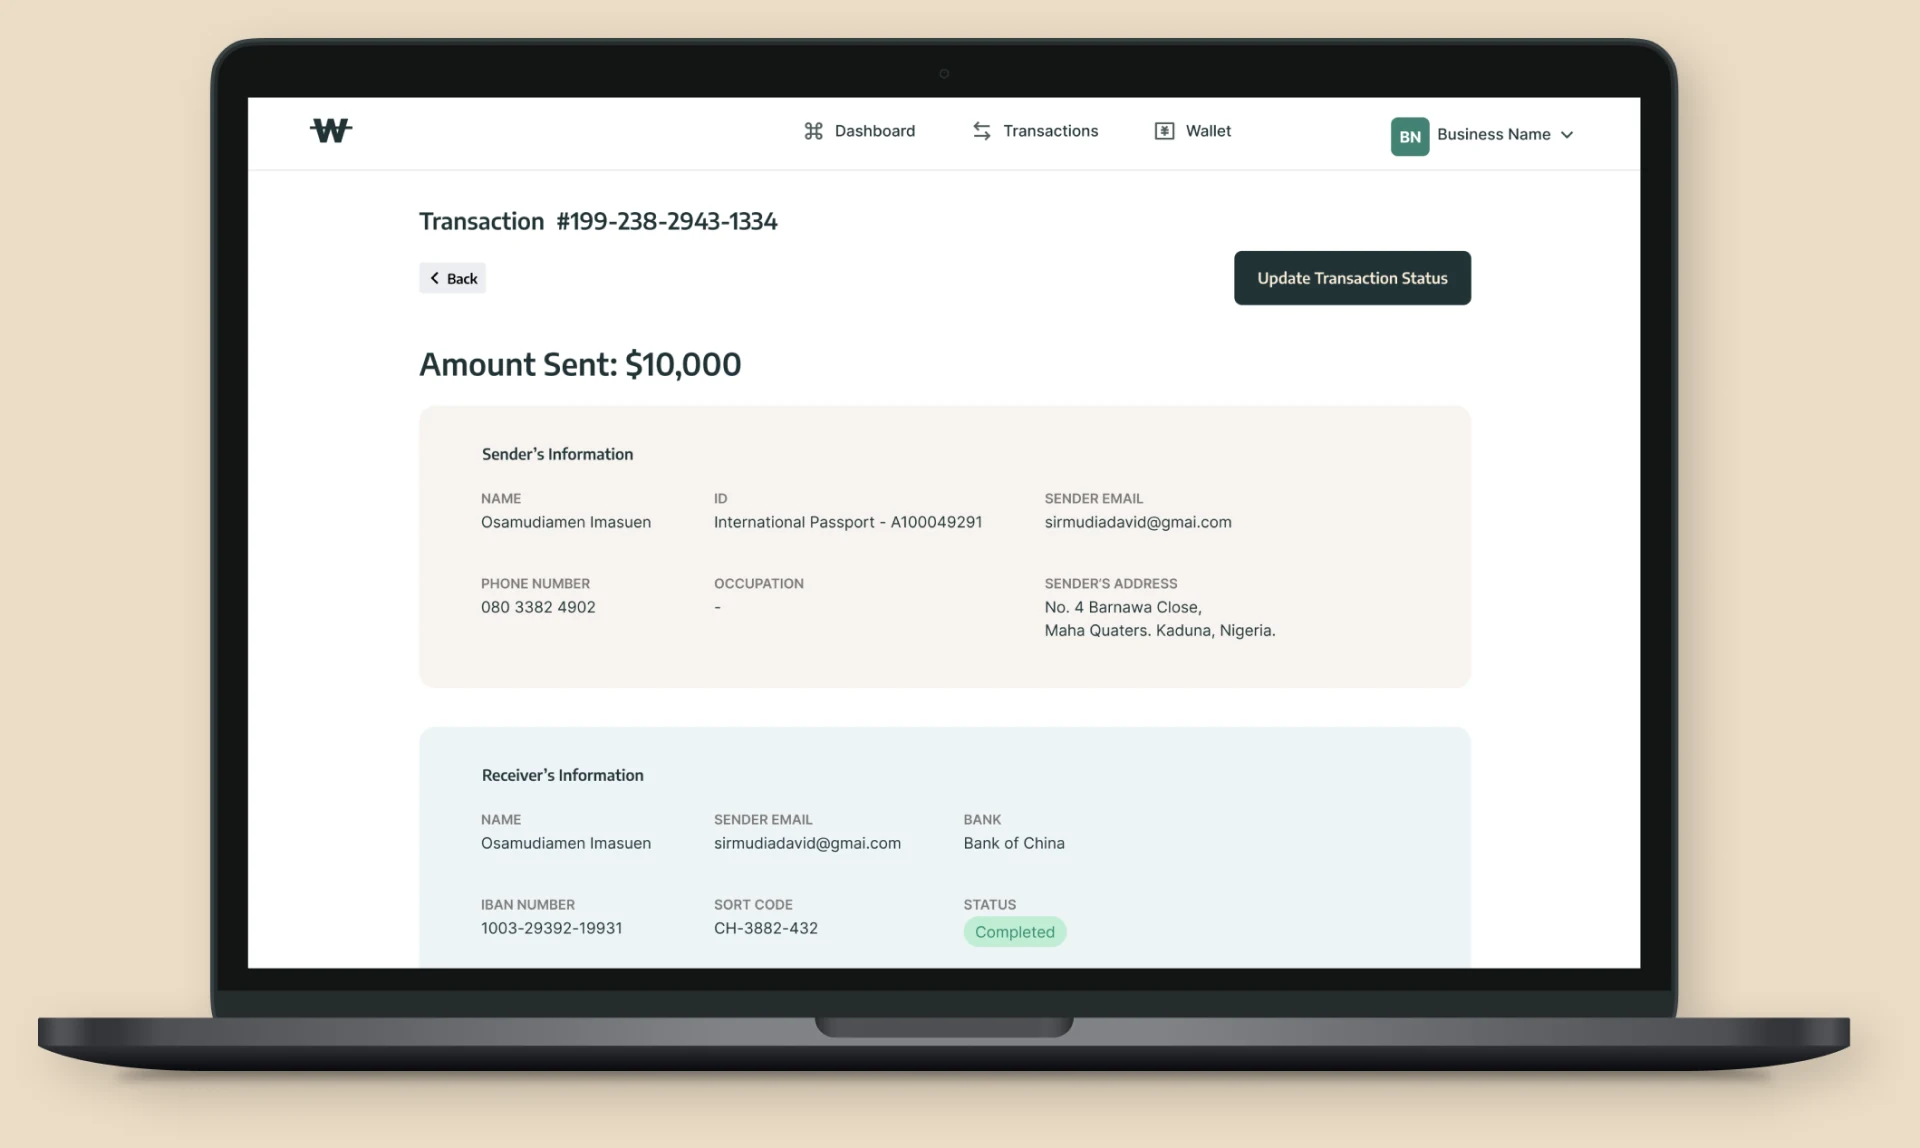 W
Dashboard
Transactions
Wallet
BN
Business Name
Transaction #199-238-2943-1334
Back
Update Transaction Status
Amount Sent: $10,000
Sender’s Information
NAME
ID
SENDER EMAIL
Osamudiamen Imasuen
International Passport - A100049291
sirmudiadavid@gmai.com
PHONE NUMBER
OCCUPATION
SENDER’S ADDRESS
080 3382 4902
-
No. 4 Barnawa Close,
Maha Quaters. Kaduna, Nigeria.
Receiver’s Information
NAME
SENDER EMAIL
BANK
Osamudiamen Imasuen
sirmudiadavid@gmai.com
Bank of China
IBAN NUMBER
SORT CODE
STATUS
1003-29392-19931
CH-3882-432
Completed